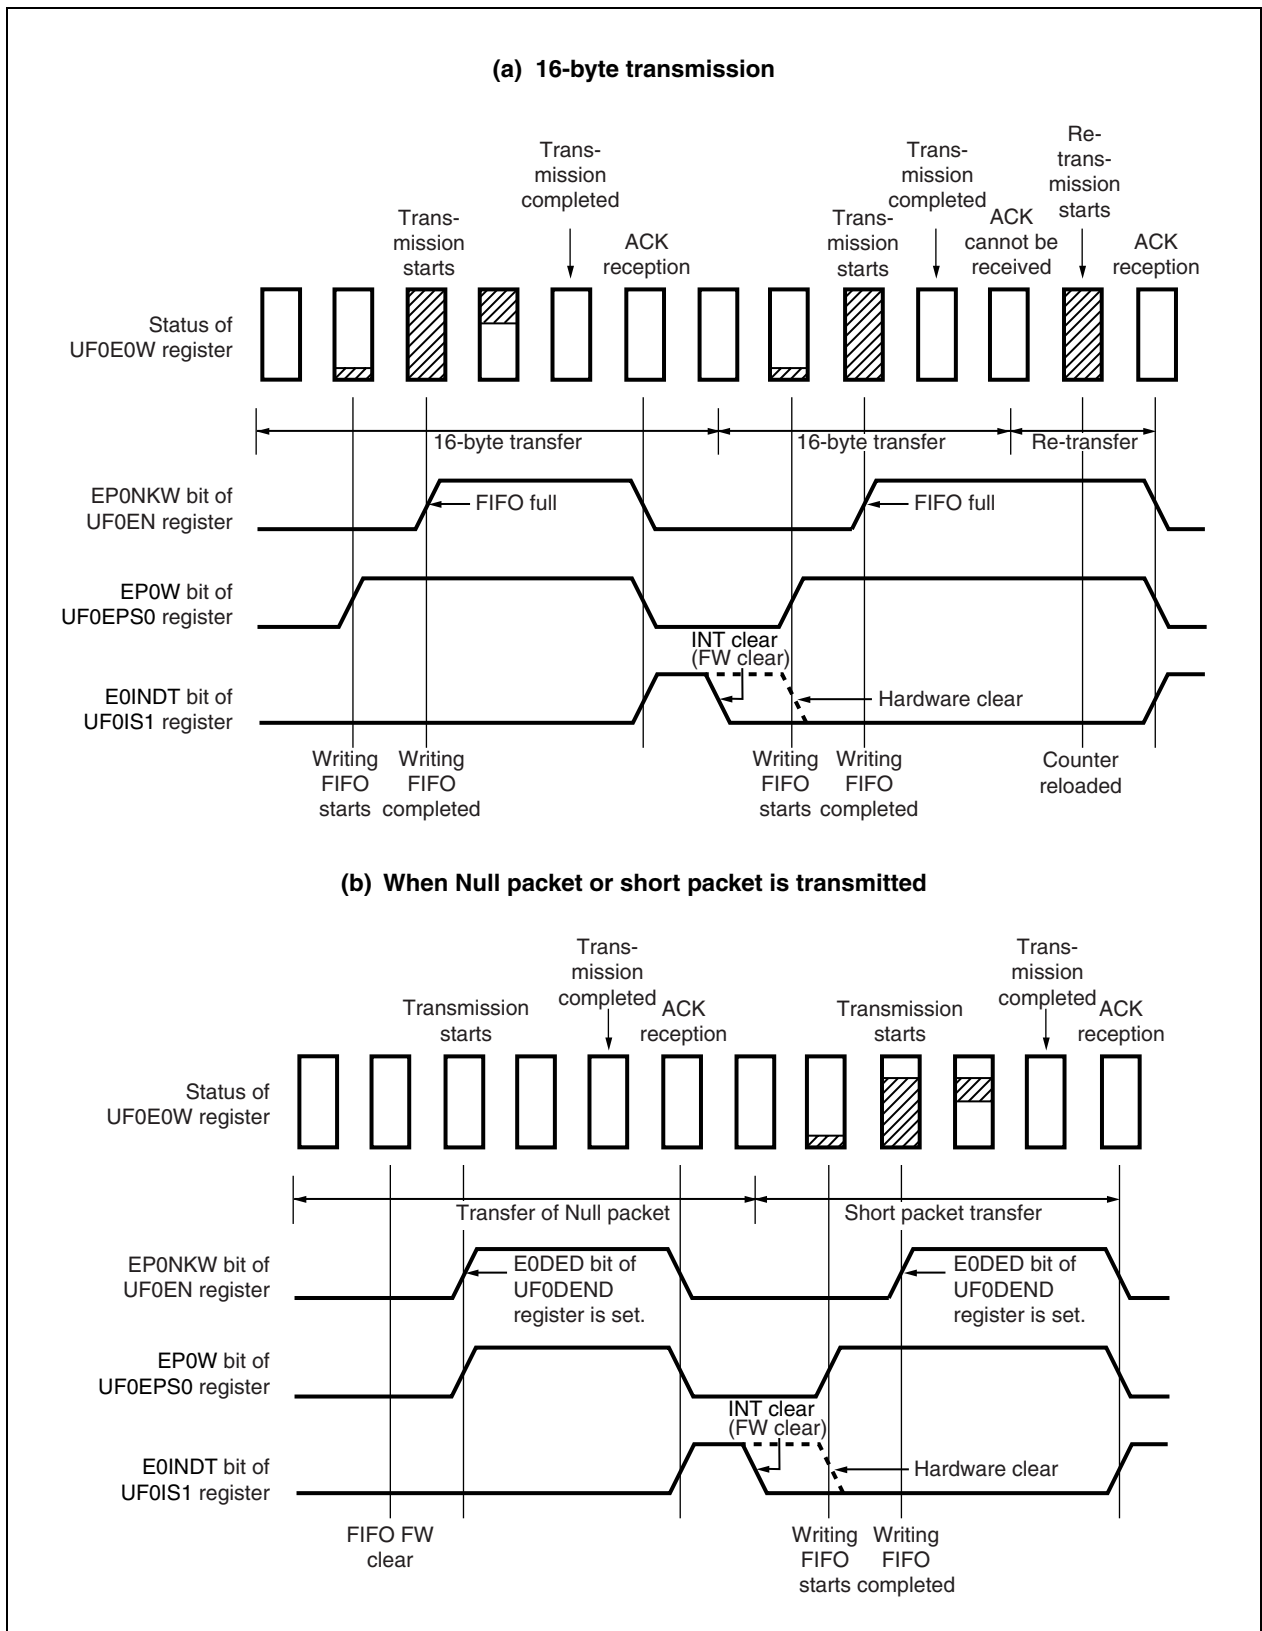 (a) 16-byte transmission
Trans-
mission
completed
Trans-
mission
starts
ACK
reception
Trans-
mission
completed
Trans-
mission
starts
ACK
cannot be
received
Re-
trans-
mission
starts
ACK
reception
Status of
UF0E0W register
16-byte transfer
16-byte transfer
Re-transfer
EP0NKW bit of
UF0EN register
FIFO full
FIFO full
EP0W bit of
UF0EPS0 register
INT clear
(FW clear)
E0INDT bit of
UF0IS1 register
Hardware clear
Writing
FIFO
starts
Writing
FIFO
completed
Writing
FIFO
starts
Writing
FIFO
completed
Counter
reloaded
(b) When Null packet or short packet is transmitted
Trans-
mission
completed
Transmission
starts
ACK
reception
Trans-
mission
completed
Transmission
starts
ACK
reception
Status of
UF0E0W register
Transfer of Null packet
Short packet transfer
EP0NKW bit of
UF0EN register
E0DED bit of
UF0DEND
register is set.
E0DED bit of
UF0DEND
register is set.
EP0W bit of
UF0EPS0 register
INT clear
(FW clear)
E0INDT bit of
UF0IS1 register
Hardware clear
FIFO FW
clear
Writing
FIFO
starts
Writing
FIFO
completed